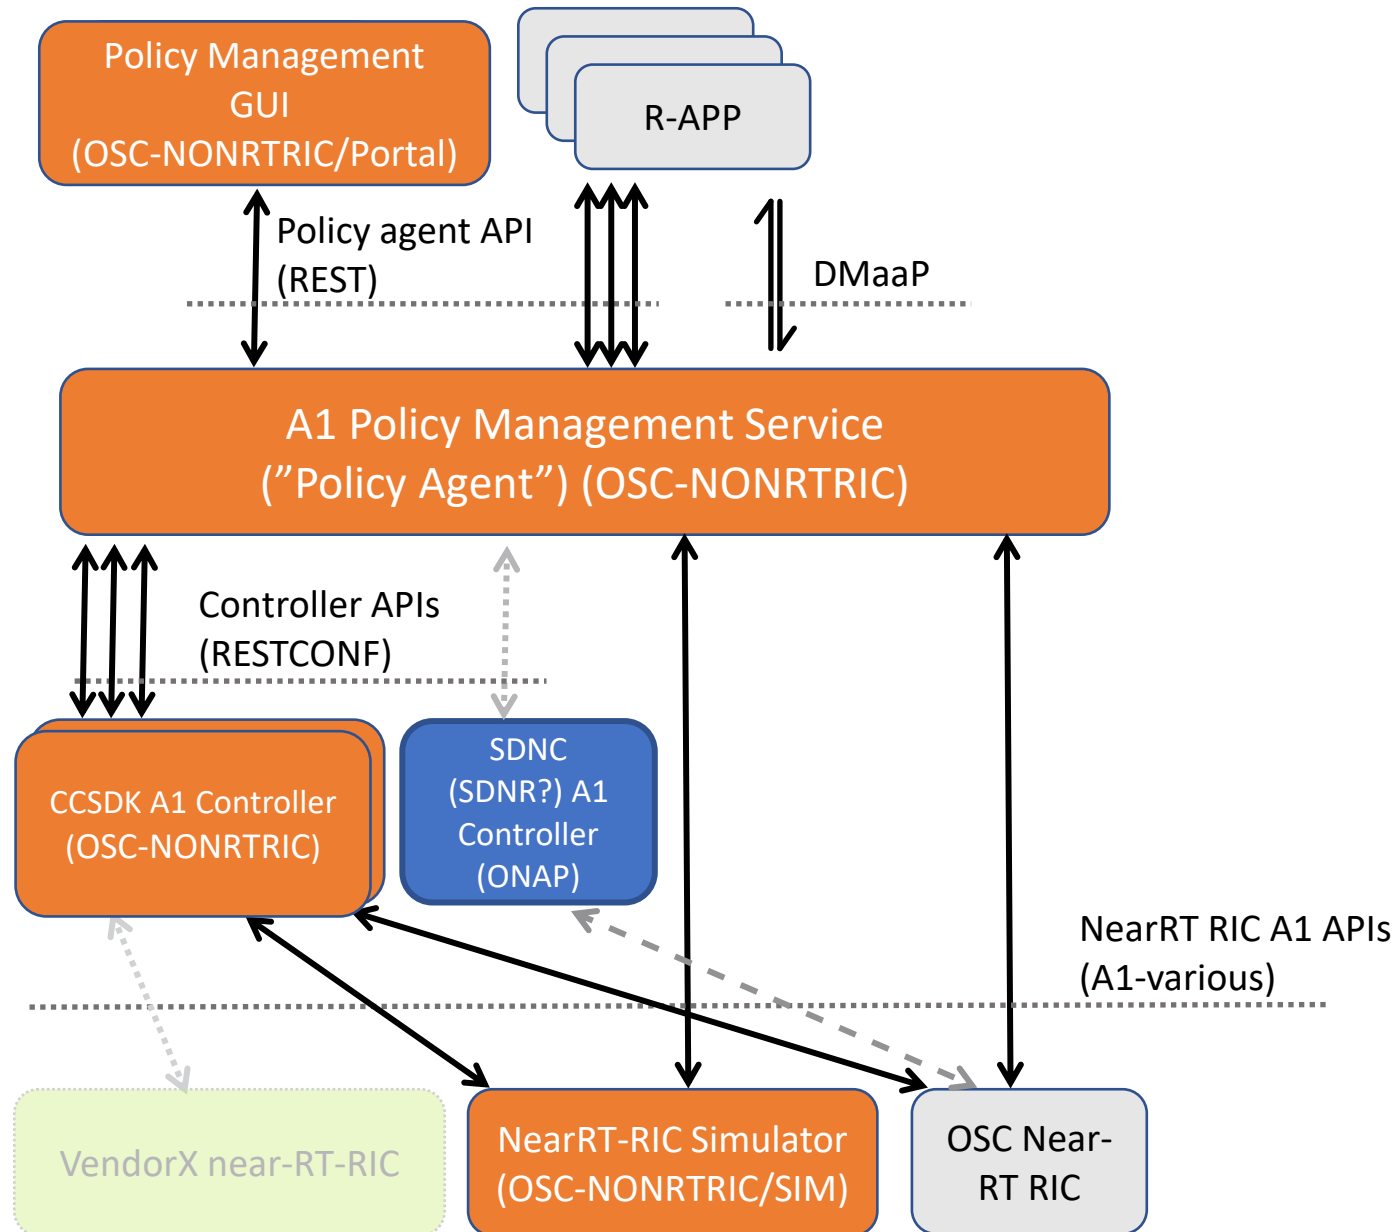 Policy Management
GUI
(OSC-NONRTRIC/Portal)
R-APP
Policy agent API
(REST)
DMaaP
A1 Policy Management Service
(”Policy Agent”) (OSC-NONRTRIC)
Controller APIs
(RESTCONF)
CCSDK A1 Controller
(OSC-NONRTRIC)
SDNC
(SDNR?) A1
Controller
(ONAP)
NearRT RIC A1 APIs
(A1-various)
VendorX near-RT-RIC
NearRT-RIC Simulator
(OSC-NONRTRIC/SIM)
OSC Near-
RT RIC